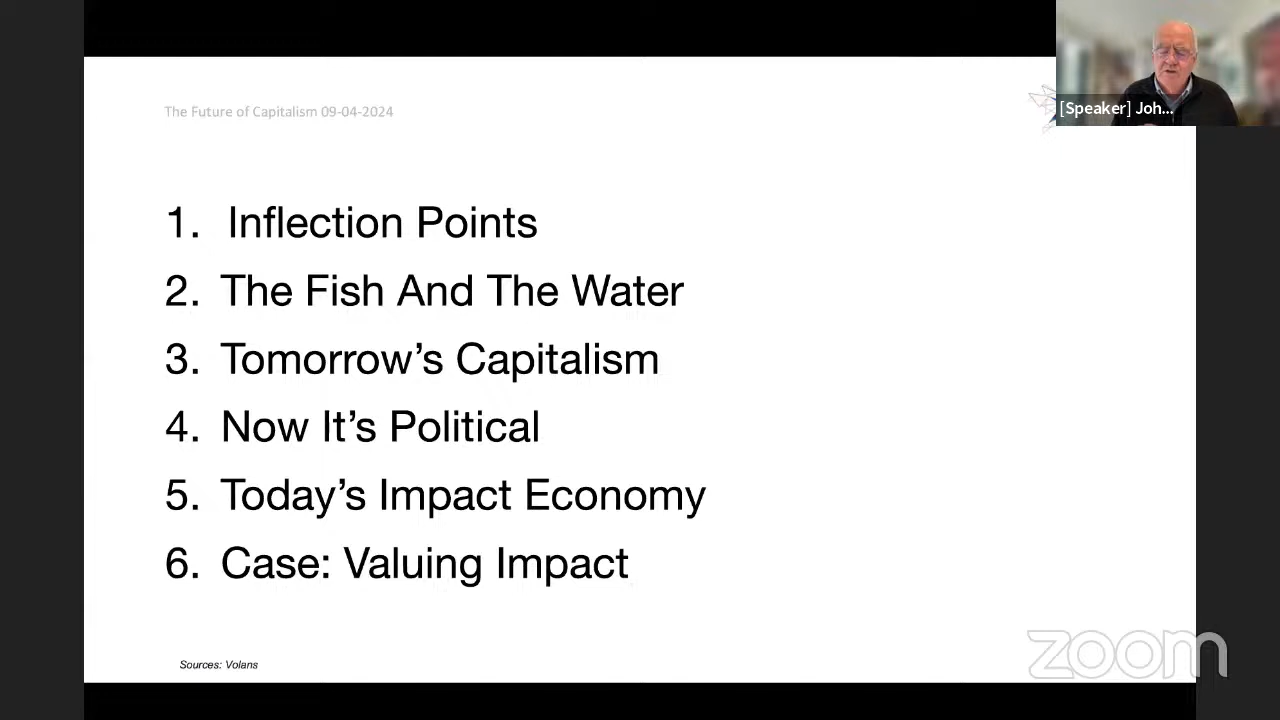 The Future of Capitalism 09-04-2024
[Speaker] Joh...
1. Inflection Points
2. The Fish And The Water
3. Tomorrow’s Capitalism
4. Now It’s Political
5. Today’s Impact Economy
6. Case: Valuing Impact
Sources: Volans
zoom